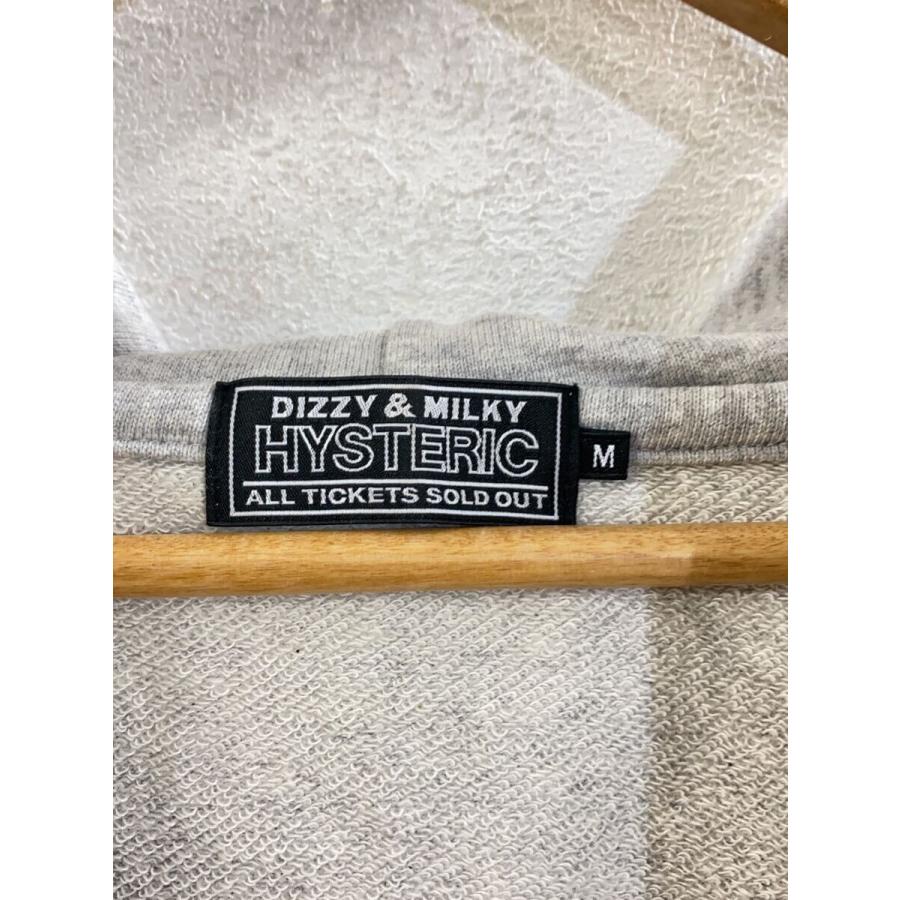 DIZZY & MILKY
HYSTERIC
ALL TICKETS SOLD OUT
M